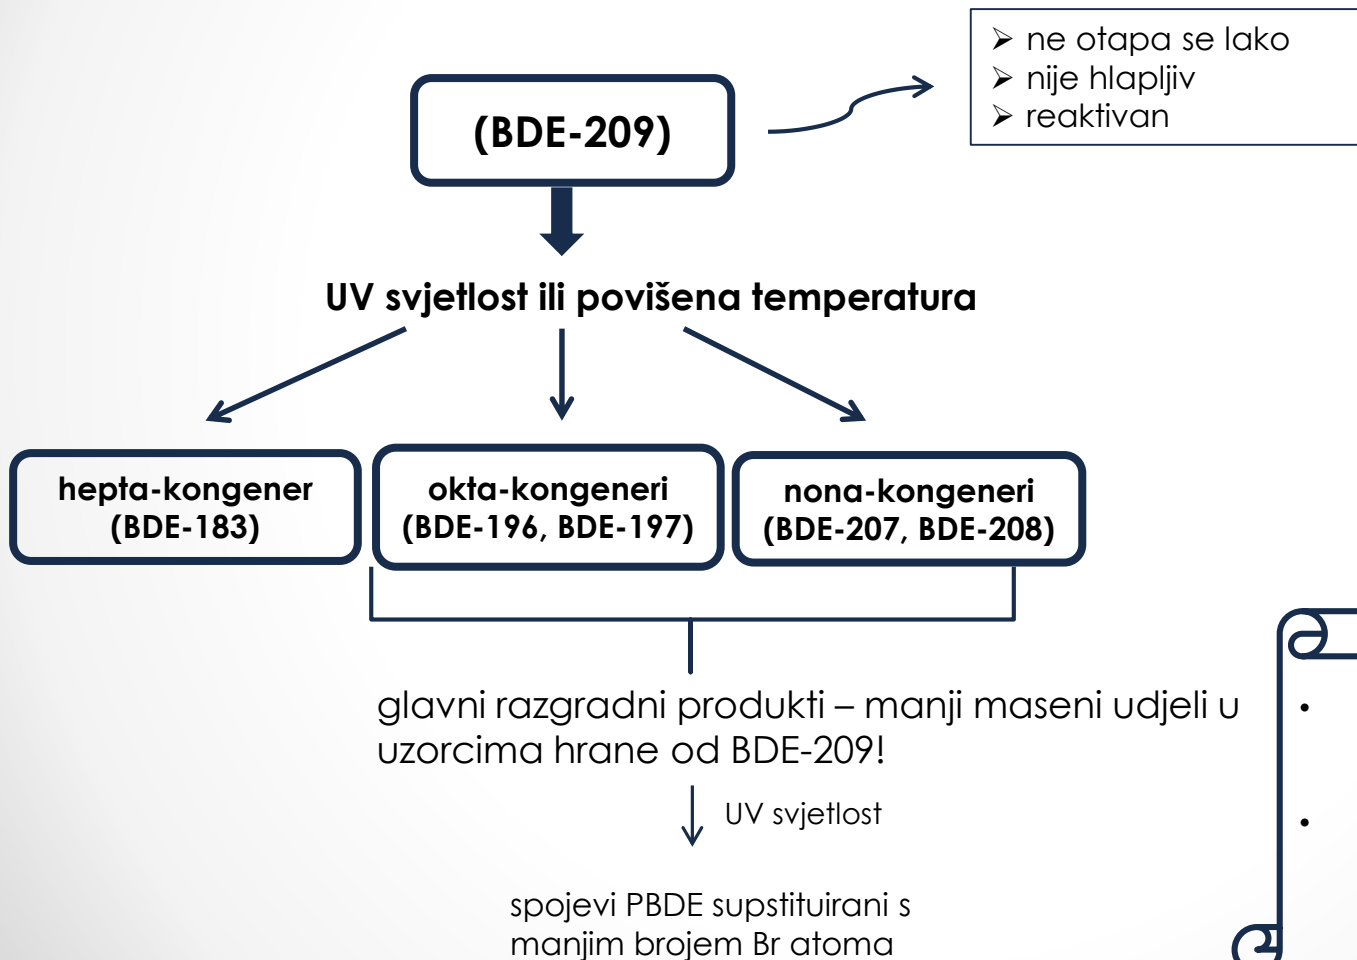 ➢ ne otapa se lako
➢ nije hlapljiv
➢ reaktivan
(BDE-209)
UV svjetlost ili povišena temperatura
hepta-kongener
(BDE-183)
okta-kongeneri
(BDE-196, BDE-197)
nona-kongeneri
(BDE-207, BDE-208)
glavni razgradni produkti – manji maseni udjeli u
uzorcima hrane od BDE-209!
UV svjetlost
spojevi PBDE supstituirani s
manjim brojem Br atoma